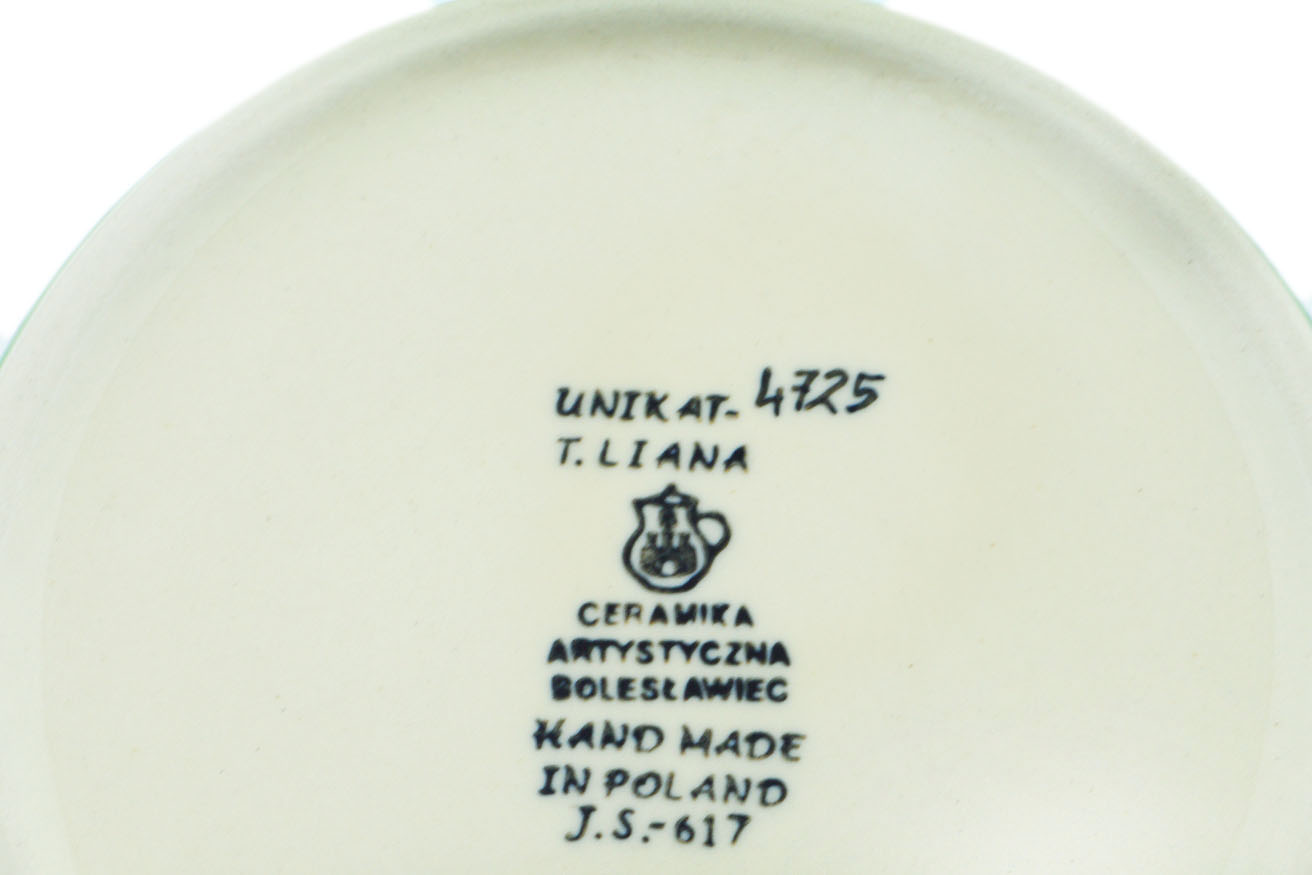 UNIKAT- 4725
T. LIANA
CERAMIKA
ARTYSTYCZNA
BOLESŁAWIEC
HAND MADE
IN POLAND
J.S.-617